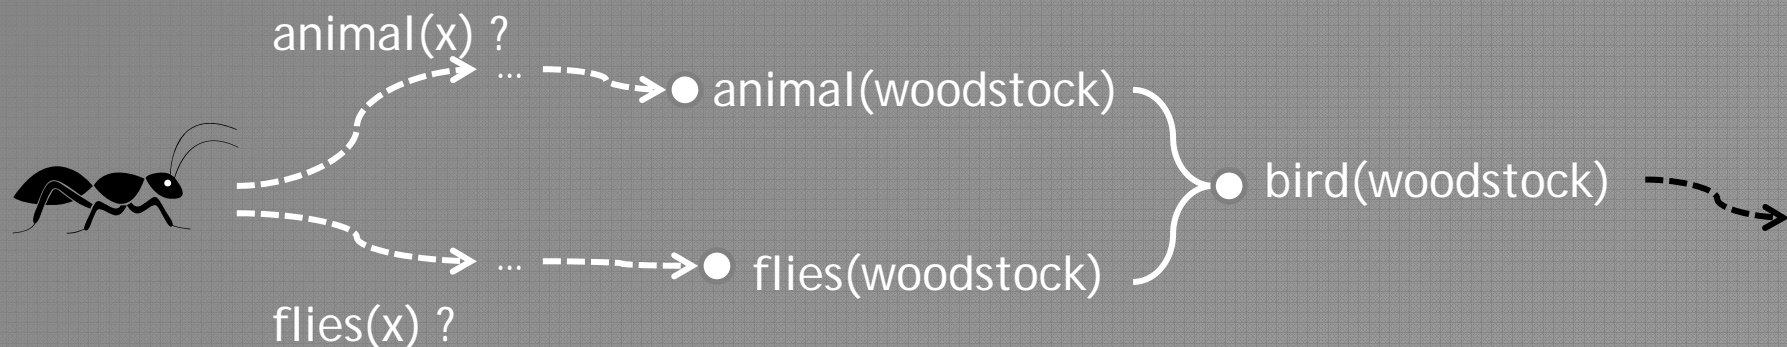 animal(x) ?
...
animal(woodstock)
bird(woodstock)
...
flies(woodstock)
flies(x) ?